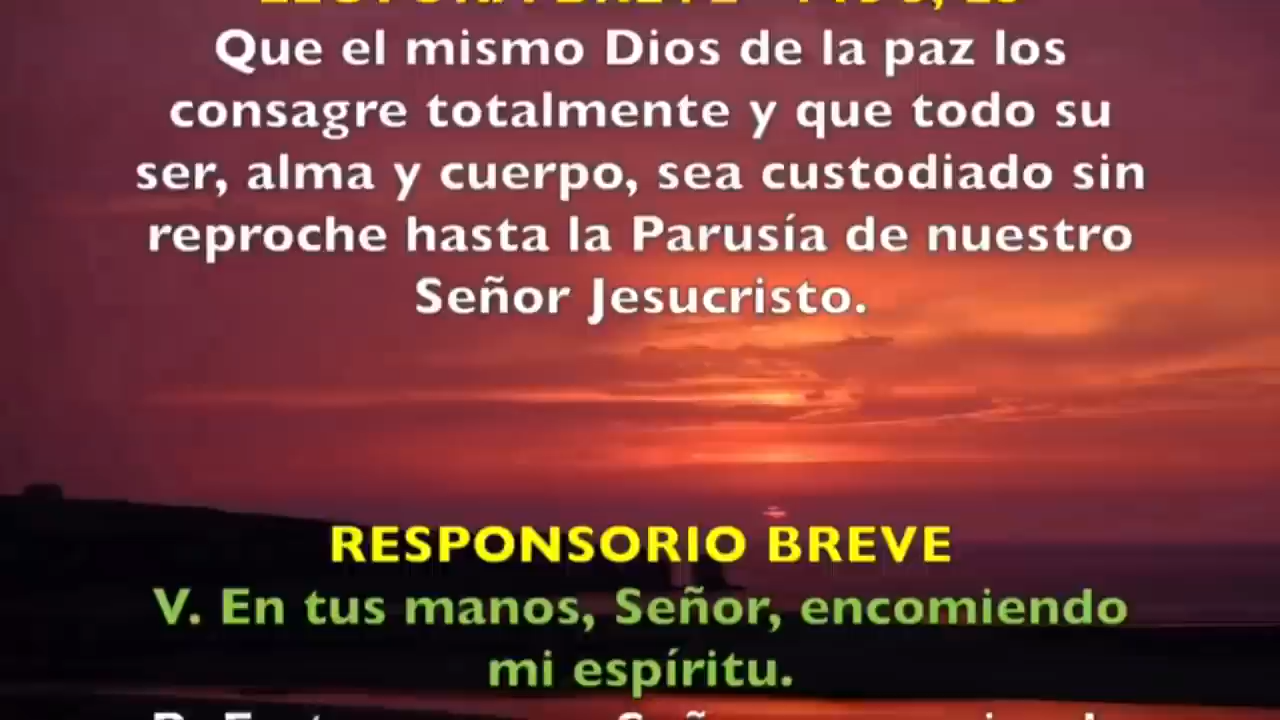 Que el mismo Dios de la paz los
consagre totalmente y que todo su
ser, alma y cuerpo, sea custodiado sin
reproche hasta la Parusía de nuestro
Señor Jesucristo.
RESPONSORIO BREVE
V. En tus manos, Señor, encomiendo
mi espíritu.